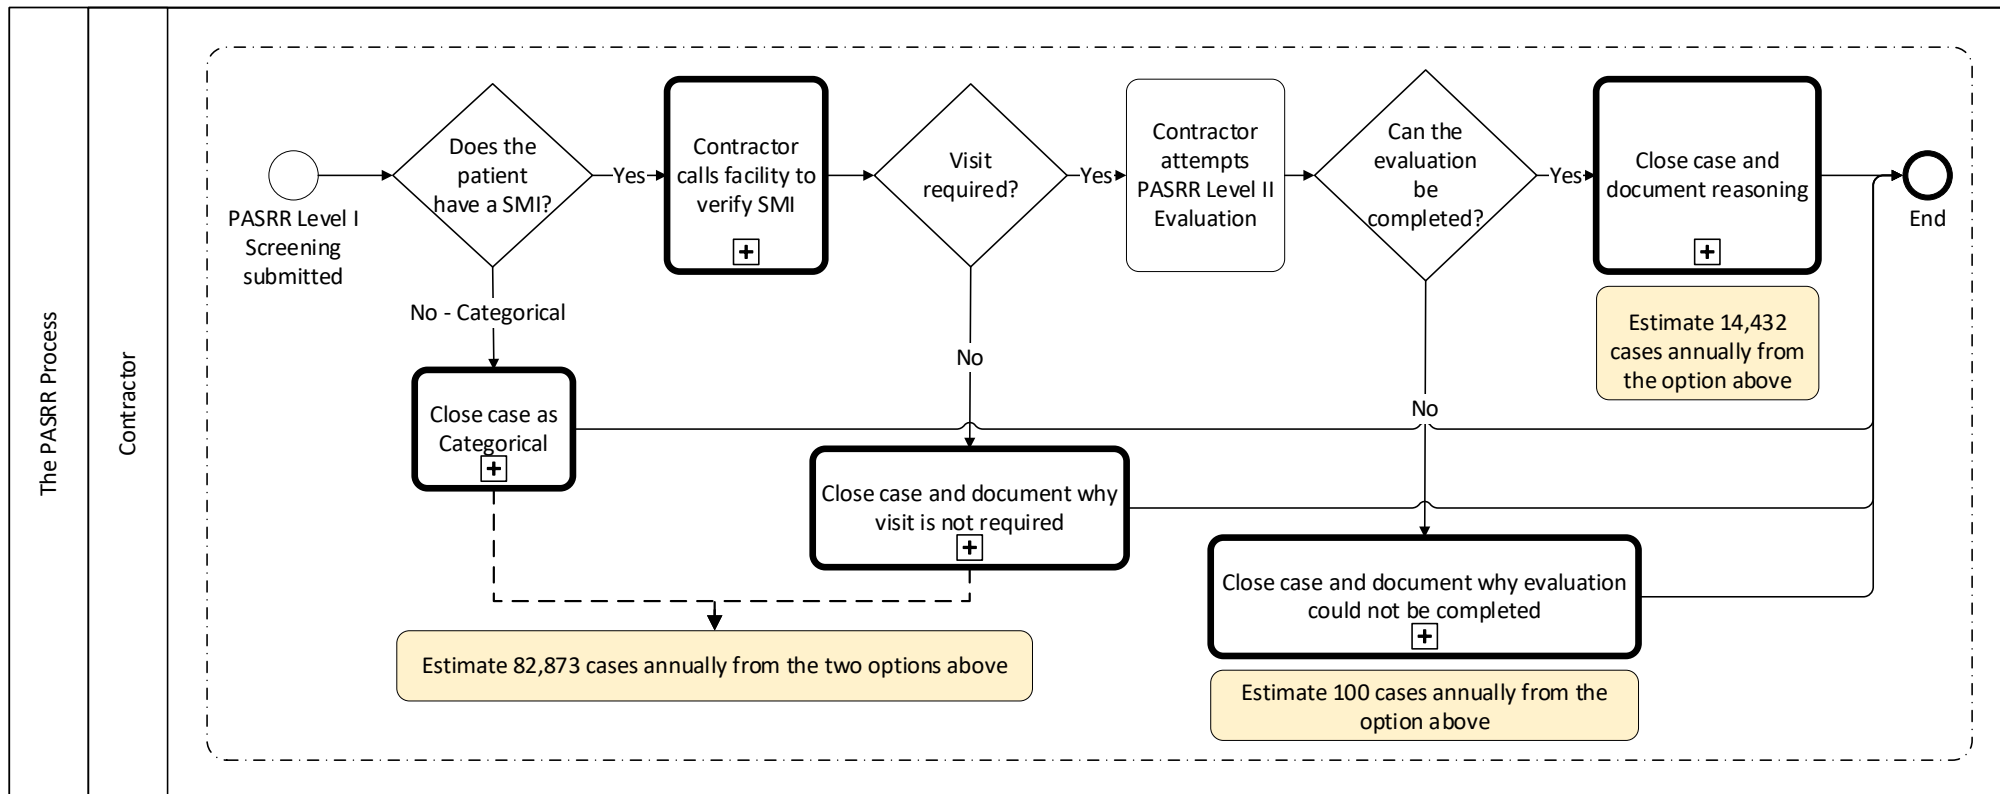 The PASRR Process
Contractor
PASRR Level I
Screening
submitted
Does the
patient
have a SMI?
Yes
No - Categorical
Contractor
calls facility to
verify SMI
Visit
required?
Yes
No
Contractor
attempts
PASRR Level II
Evaluation
Can the
evaluation
be
completed?
Yes
No
Close case and
document reasoning
End
Estimate 14,432
cases annually from
the option above
Close case as
Categorical
Close case and document why
visit is not required
Close case and document why evaluation
could not be completed
Estimate 82,873 cases annually from the two options above
Estimate 100 cases annually from the
option above